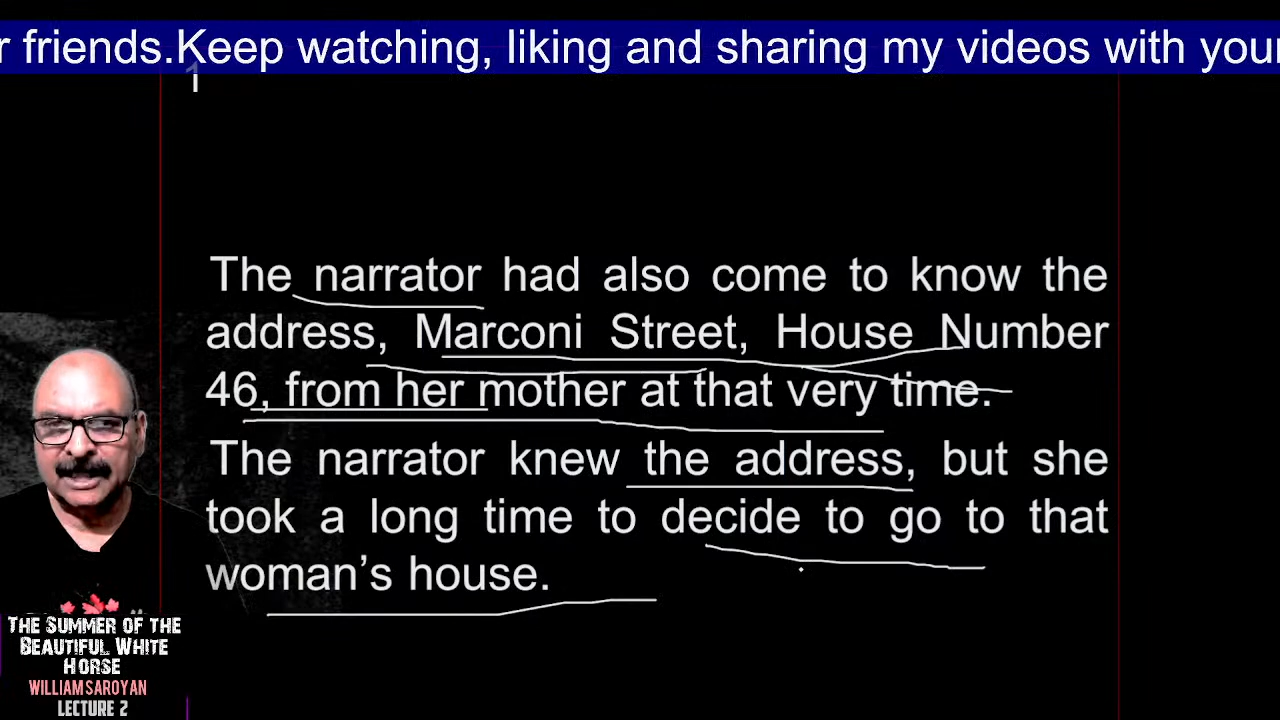 r friends.Keep watching, liking and sharing my videos with your
1
The narrator had also come to know the
address, Marconi Street, House Number
46, from her mother at that very time.
The narrator knew the address, but she
took a long time to decide to go to that
woman’s house.
THE SUMMER OF THE
BEAUTIFUL WHITE
HORSE
WILLIAM SAROYAN
LECTURE 2